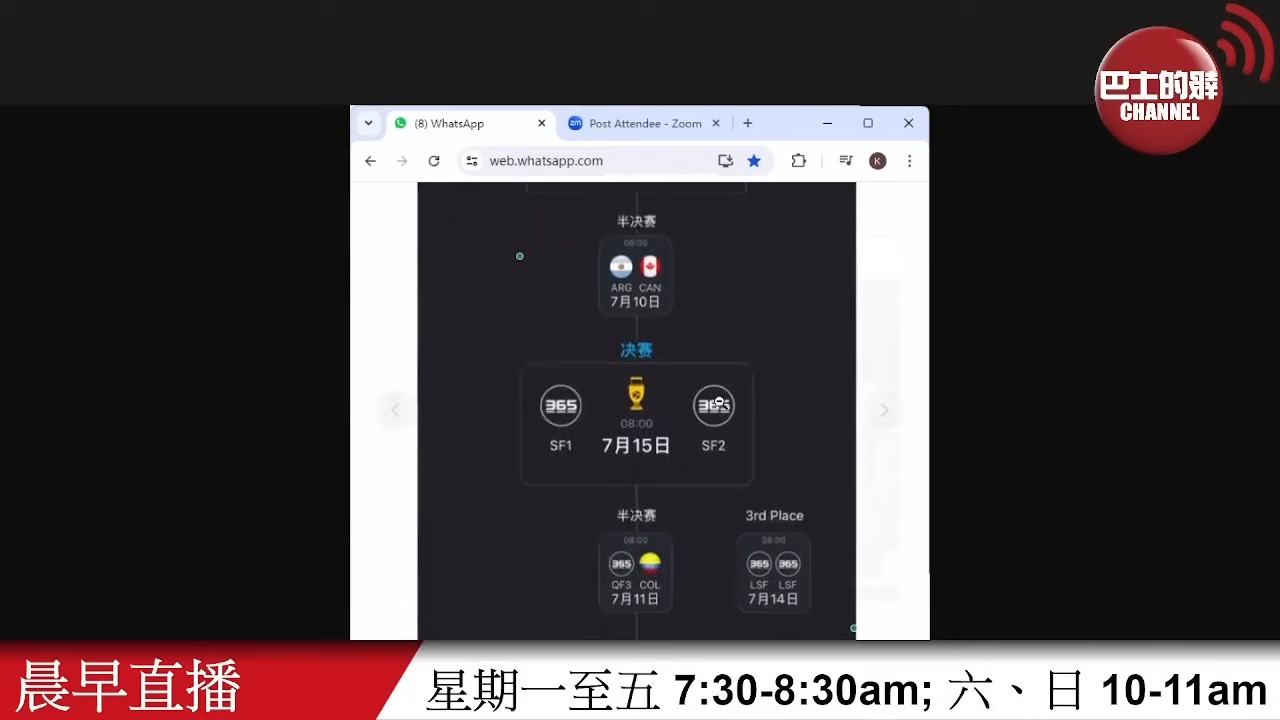 巴士的報
CHANNEL
(8) WhatsApp
Post Attendee - Zoom
web.whatsapp.com
K
半决赛
08:00
ARG CAN
7月10日
决赛
365
365
08:00
SF1
7月15日
SF2
半决赛
3rd Place
08:00
08:00
365
365 365
QF3 COL
LSF LSF
7月11日
7月14日
晨早直播
星期一至五 7:30-8:30am; 六、日 10-11am